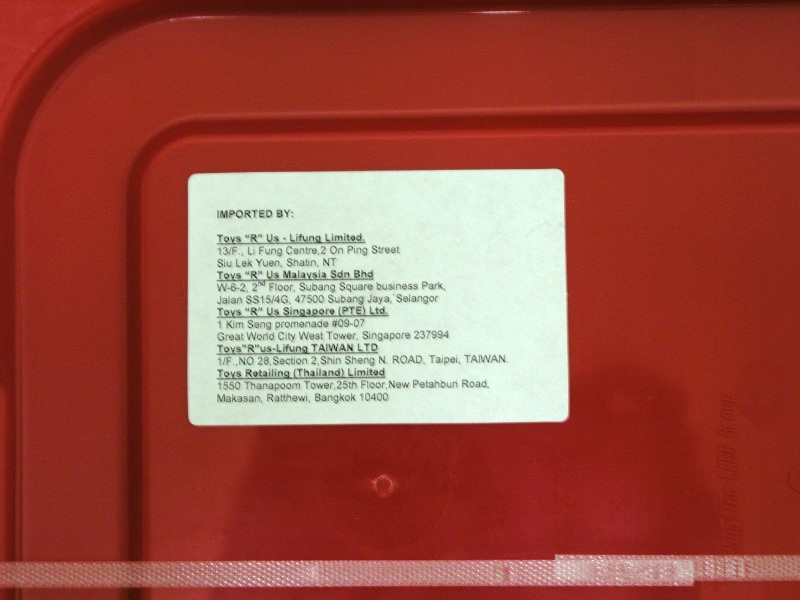 IMPORTED BY:
Toys "R" Us - Lifung Limited.
13/F., Li Fung Centre,2 On Ping Street
Siu Lek Yuen, Shatin, NT
Toys "R" Us Malaysia Sdn Bhd
W-6-2, 2nd Floor, Subang Square business Park,
Jalan SS15/4G, 47500 Subang Jaya, Selangor
Toys "R" Us Singapore (PTE) Ltd.
1 Kim Seng promenade #09-07
Great World City West Tower, Singapore 237994
Toys"R"us-Lifung TAIWAN LTD
1/F.,NO 28,Section 2,Shin Sheng N. ROAD, Taipei, TAIWAN.
Toys Retailing (Thailand) Limited
1550 Thanapoom Tower,25th Floor,New Petahburi Road,
Makasan, Ratthewi, Bangkok 10400
The LEGO Group